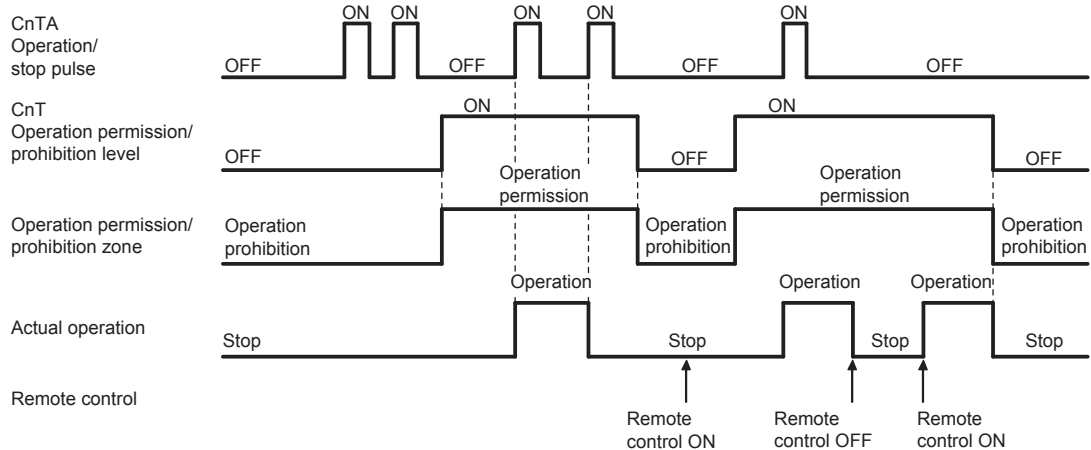 CnTA
Operation/
stop pulse
ON ON ON ON ON
OFF OFF OFF OFF
CnT
Operation permission/
prohibition level
ON ON
OFF OFF OFF
Operation permission/
prohibition zone
Operation
permission
Operation
permission
Operation
prohibition
Operation
prohibition
Operation
prohibition
Actual operation
Operation Operation Operation
Stop Stop Stop Stop
Remote control
Remote
control ON
Remote
control OFF
Remote
control ON